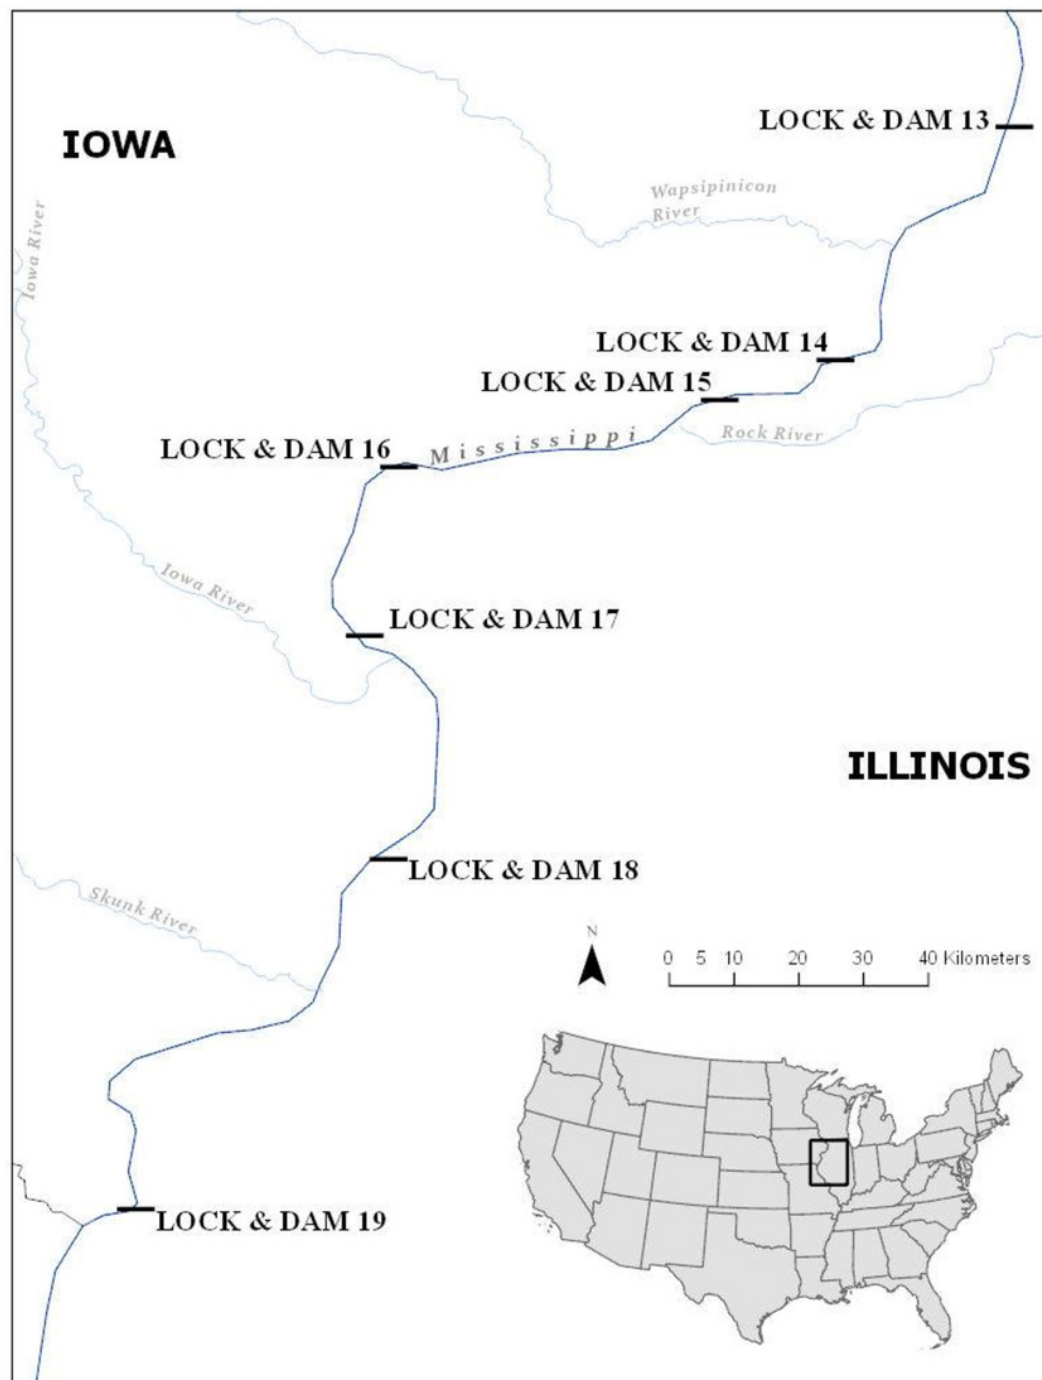 LOCK & DAM 13
IOWA
Wapsipinicon
River
Iowa River
LOCK & DAM 14
LOCK & DAM 15
Rock River
Mississippi
LOCK & DAM 16
Iowa River
LOCK & DAM 17
ILLINOIS
LOCK & DAM 18
Skunk River
N
0 5 10 20 30 40 Kilometers
LOCK & DAM 19